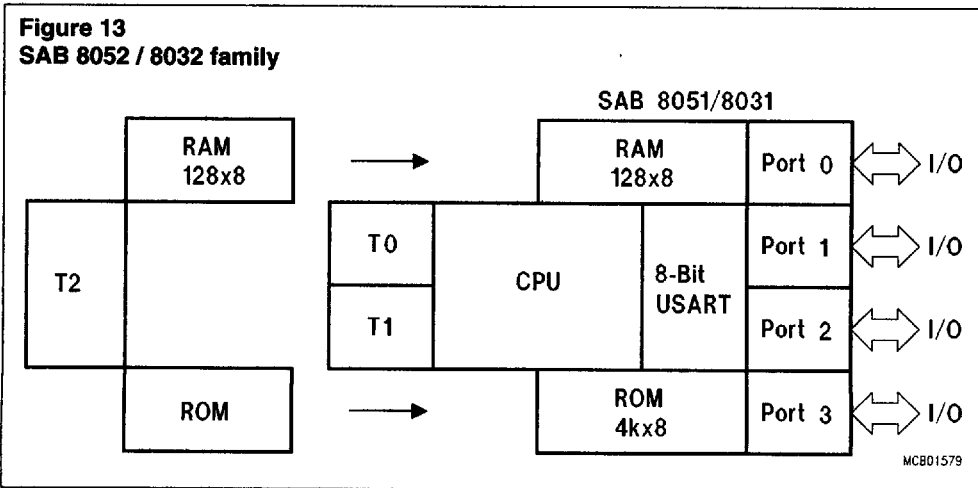 Figure 13
SAB 8052 / 8032 family
SAB 8051/8031
RAM
128x8
RAM
128x8
Port 0
I/O
T2
T0
T1
CPU
8-Bit
USART
Port 1
I/O
Port 2
I/O
ROM
ROM
4kx8
Port 3
I/O
MCB01579